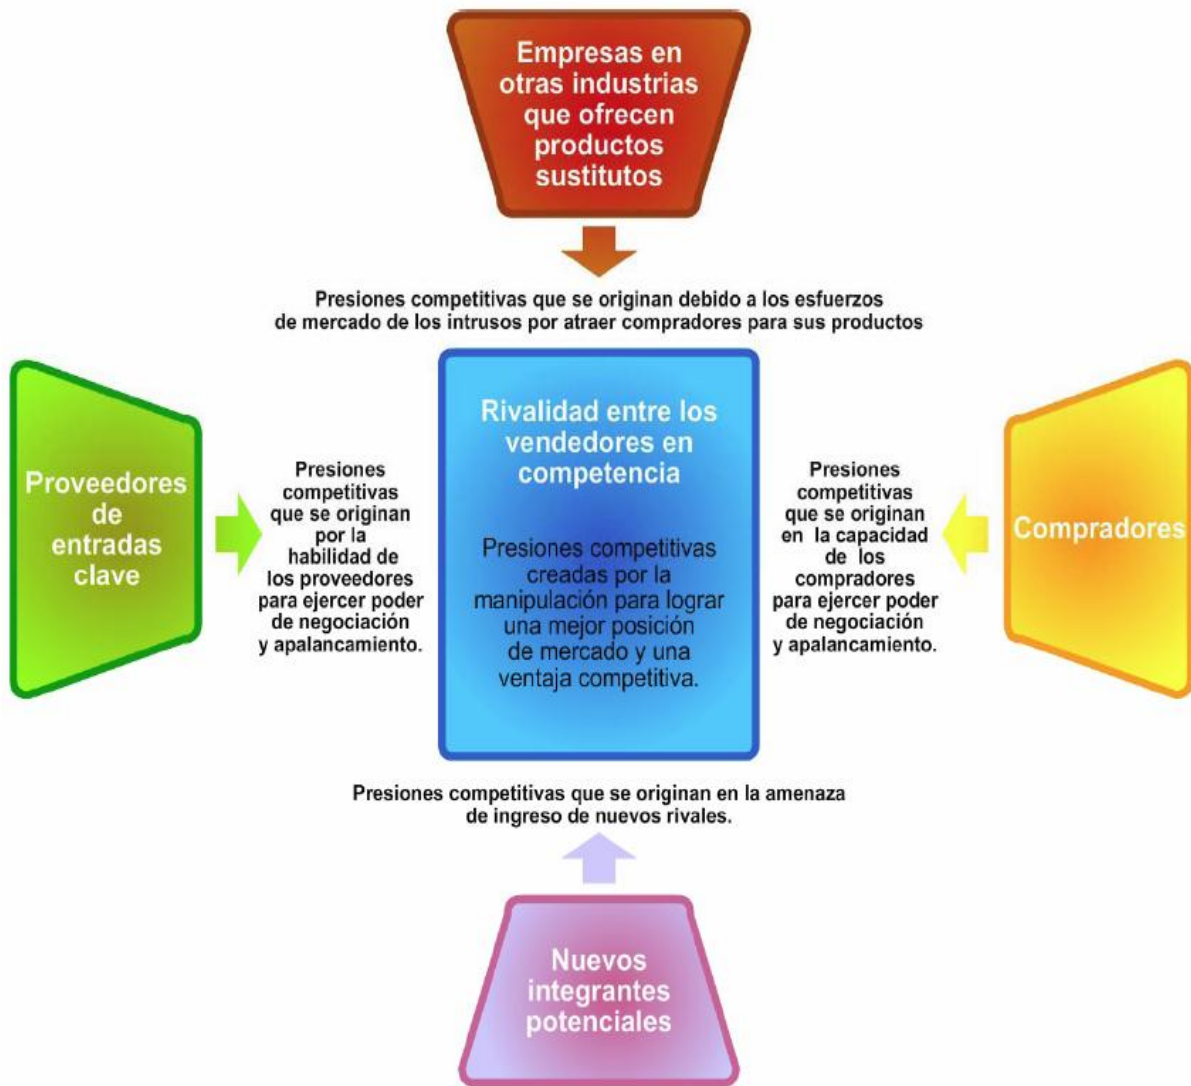 Empresas en
otras industrias
que ofrecen
productos
sustitutos
Presiones competitivas que se originan debido a los esfuerzos
de mercado de los intrusos por atraer compradores para sus productos
Proveedores
de
entradas
clave
Presiones
competitivas
que se originan
por la
habilidad de
los proveedores
para ejercer poder
de negociación
y apalancamiento.
Rivalidad entre los
vendedores en
competencia
Presiones competitivas
creadas por la
manipulación para lograr
una mejor posición
de mercado y una
ventaja competitiva.
Presiones
competitivas
que se originan
en la capacidad
de los
compradores
para ejercer poder
de negociación
y apalancamiento.
Compradores
Presiones competitivas que se originan en la amenaza
de ingreso de nuevos rivales.
Nuevos
integrantes
potenciales